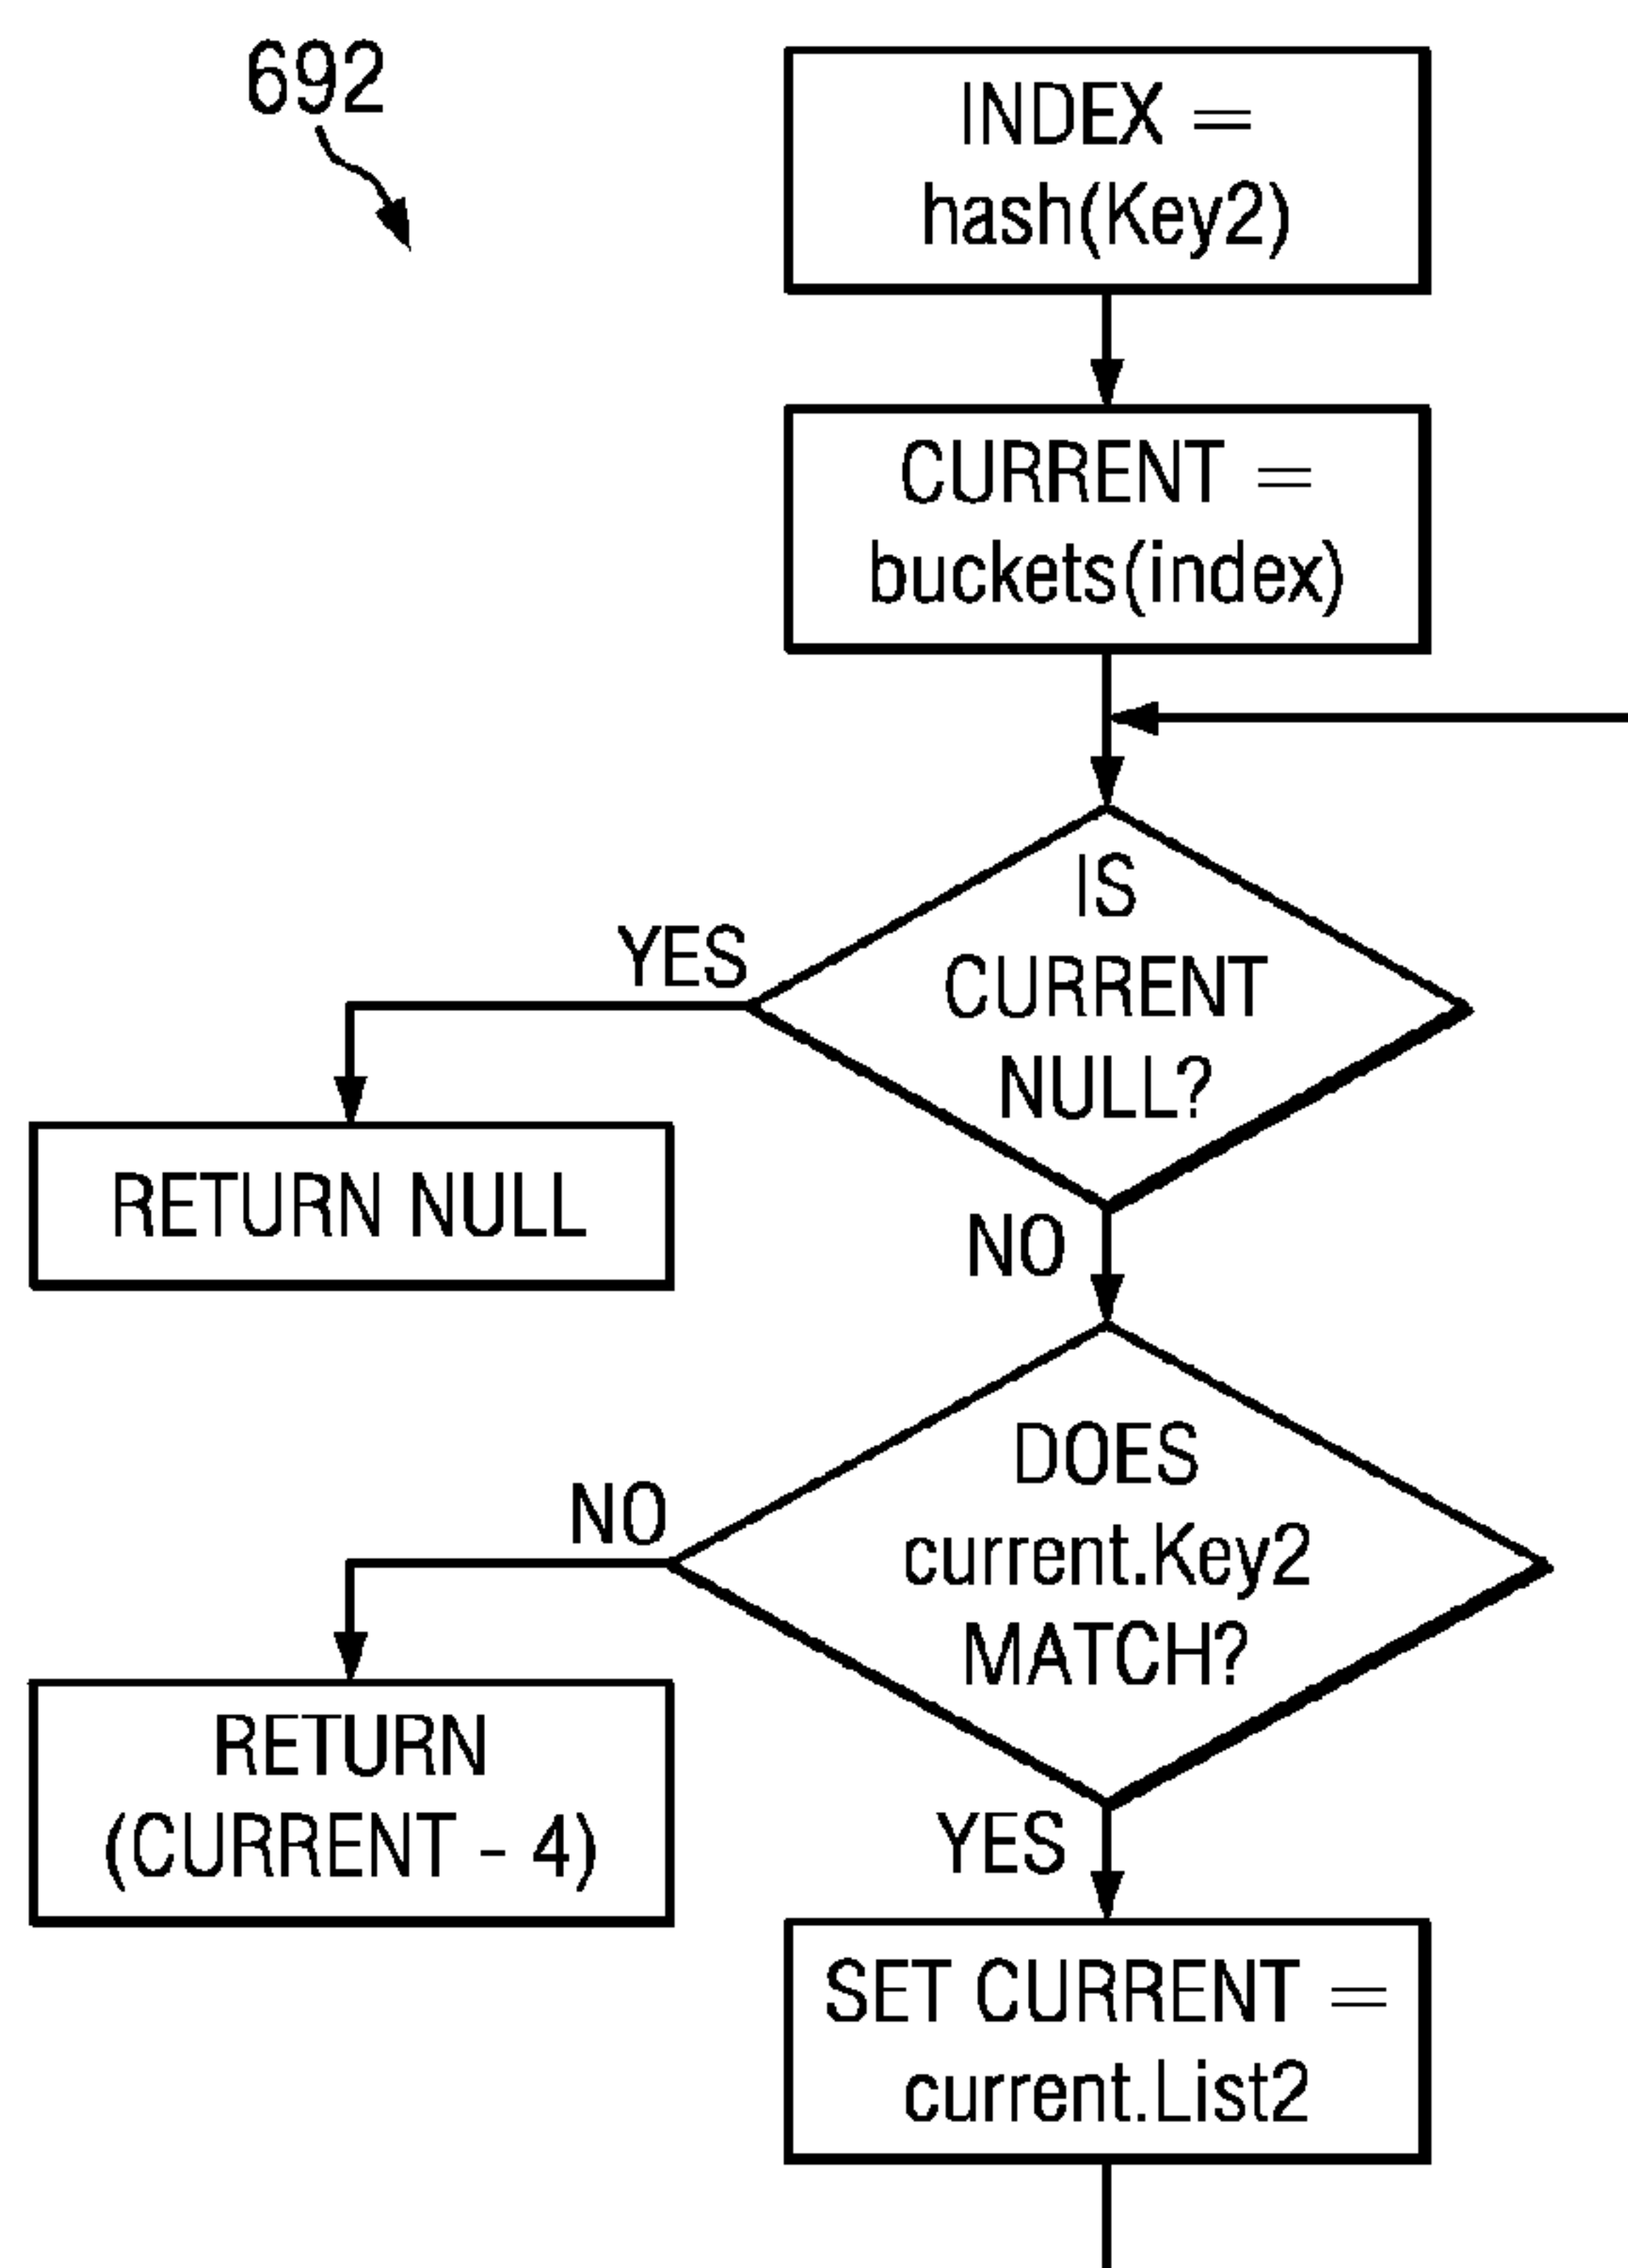 692
INDEX =
hash(Key2)
CURRENT =
buckets(index)
IS
CURRENT
NULL?
YES
RETURN NULL
NO
DOES
current.Key2
MATCH?
NO
RETURN
(CURRENT - 4)
YES
SET CURRENT =
current.List2